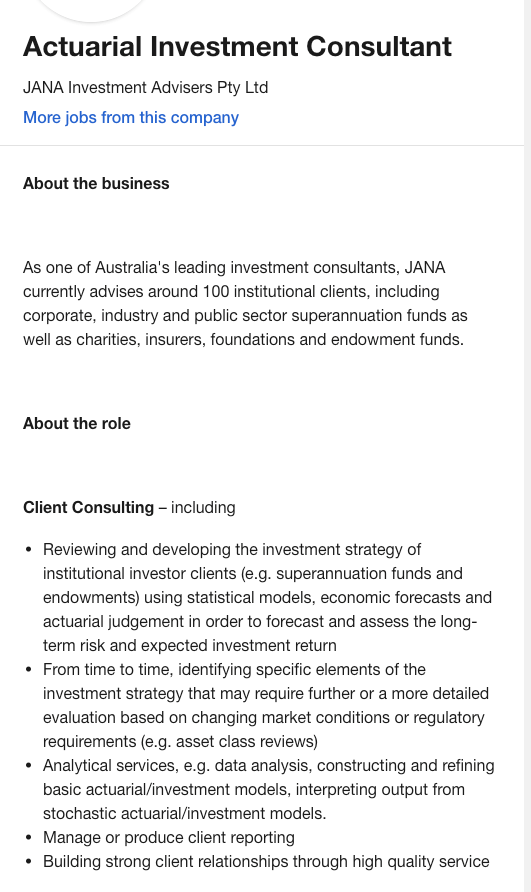 Actuarial Investment Consultant
JANA Investment Advisers Pty Ltd
More jobs from this company
About the business
As one of Australia's leading investment consultants, JANA
currently advises around 100 institutional clients, including
corporate, industry and public sector superannuation funds as
well as charities, insurers, foundations and endowment funds.
About the role
Client Consulting – including
• Reviewing and developing the investment strategy of
institutional investor clients (e.g. superannuation funds and
endowments) using statistical models, economic forecasts and
actuarial judgement in order to forecast and assess the long-
term risk and expected investment return
• From time to time, identifying specific elements of the
investment strategy that may require further or a more detailed
evaluation based on changing market conditions or regulatory
requirements (e.g. asset class reviews)
• Analytical services, e.g. data analysis, constructing and refining
basic actuarial/investment models, interpreting output from
stochastic actuarial/investment models.
• Manage or produce client reporting
• Building strong client relationships through high quality service